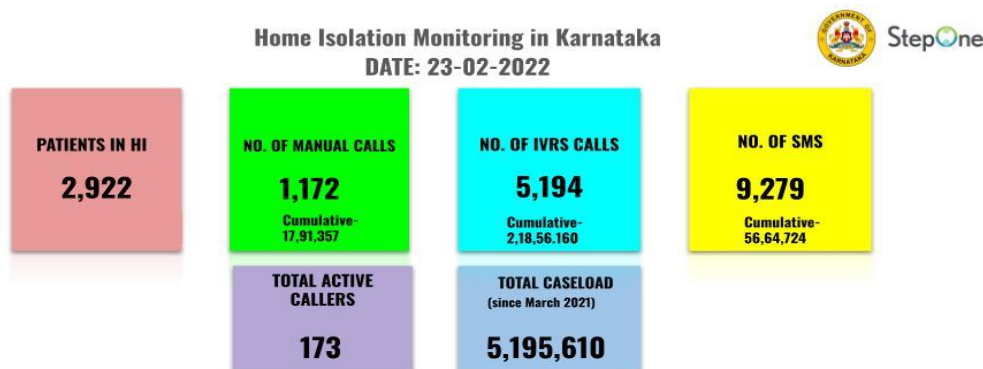 Home Isolation Monitoring in Karnataka
DATE: 23-02-2022
GOVERNMENT OF
KARNATAKA
StepOne
PATIENTS IN HI
2,922
NO. OF MANUAL CALLS
1,172
Cumulative-
17,91,357
NO. OF IVRS CALLS
5,194
Cumulative-
2,18,56.160
NO. OF SMS
9,279
Cumulative-
56,64,724
TOTAL ACTIVE
CALLERS
173
TOTAL CASELOAD
(since March 2021)
5,195,610